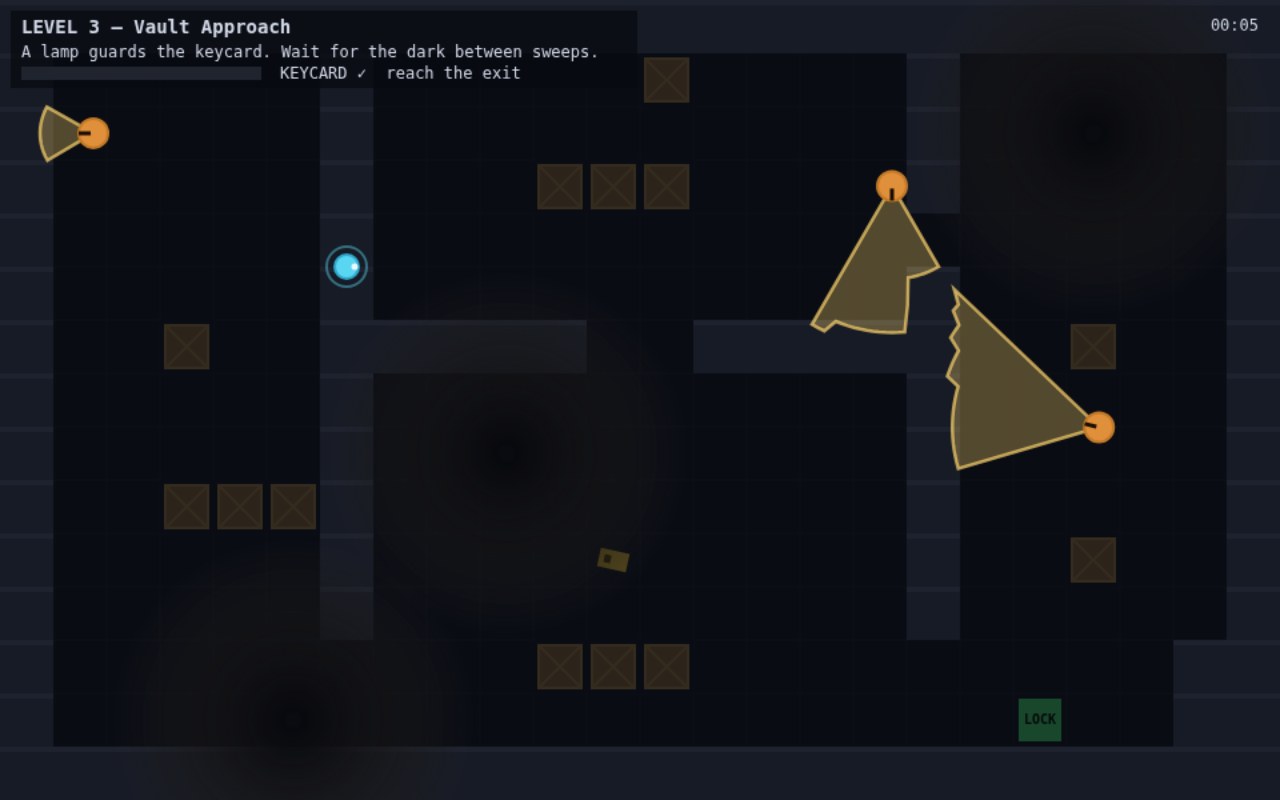 LEVEL 3 — Vault Approach
00:05
A lamp guards the keycard. Wait for the dark between sweeps.
KEYCARD ✓ reach the exit
LOCK